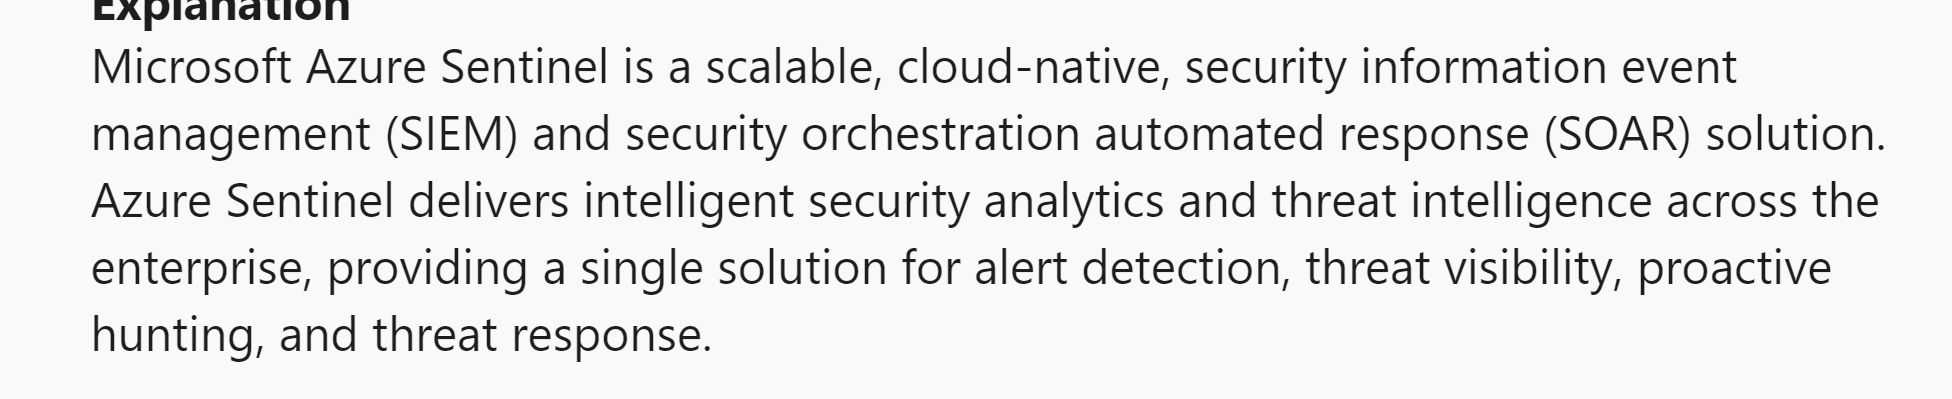 Explanation
Microsoft Azure Sentinel is a scalable, cloud-native, security information event
management (SIEM) and security orchestration automated response (SOAR) solution.
Azure Sentinel delivers intelligent security analytics and threat intelligence across the
enterprise, providing a single solution for alert detection, threat visibility, proactive
hunting, and threat response.